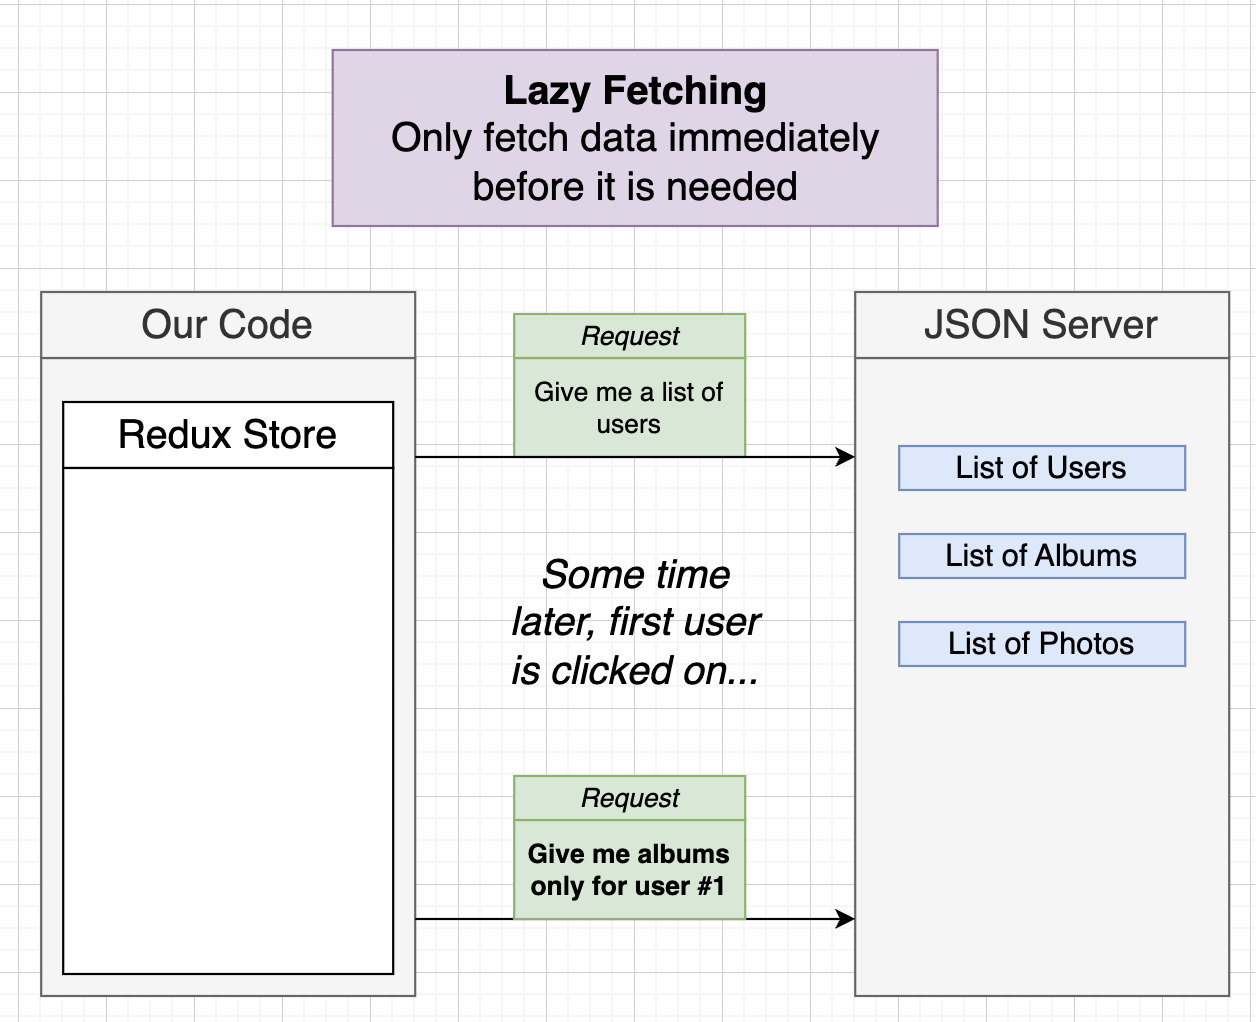 Lazy Fetching
Only fetch data immediately
before it is needed
Our Code
Redux Store
Request
Give me a list of
users
Some time
later, first user
is clicked on...
Request
Give me albums
only for user #1
JSON Server
List of Users
List of Albums
List of Photos